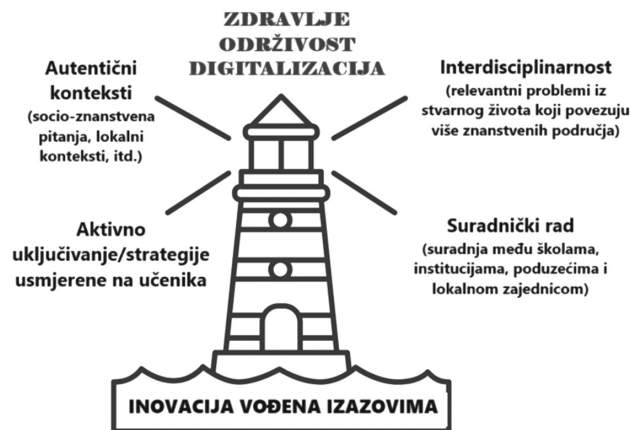 ZDRAVLJE
ODRŽIVOST
DIGITALIZACIJA
Autentični
konteksti
(socio-znanstvena
pitanja, lokalni
konteksti, itd.)
Interdisciplinarnost
(relevantni problemi iz
stvarnog života koji povezuju
više znanstvenih područja)
Aktivno
uključivanje/strategije
usmjerene na učenika
Suradnički rad
(suradnja među školama,
institucijama, poduzećima i
lokalnom zajednicom)
INOVACIJA VOĐENA IZAZOVIMA